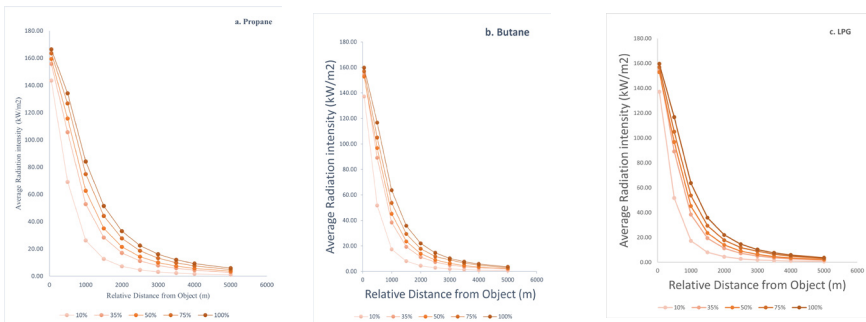 a. Propane
Average Radiation intensity (kW/m2)
180.00
160.00
140.00
120.00
100.00
80.00
60.00
40.00
20.00
0.00
0 1000 2000 3000 4000 5000 6000
Relative Distance from Object (m)
10% 35% 50% 75% 100%
b. Butane
Average Radiation intensity (kW/m2)
180.00
160.00
140.00
120.00
100.00
80.00
60.00
40.00
20.00
0.00
0 1000 2000 3000 4000 5000 6000
Relative Distance from Object (m)
10% 35% 50% 75% 100%
c. LPG
Average Radiation intensity (kW/m2)
180.00
160.00
140.00
120.00
100.00
80.00
60.00
40.00
20.00
0.00
0 1000 2000 3000 4000 5000 6000
Relative Distance from Object (m)
10% 35% 50% 75% 100%